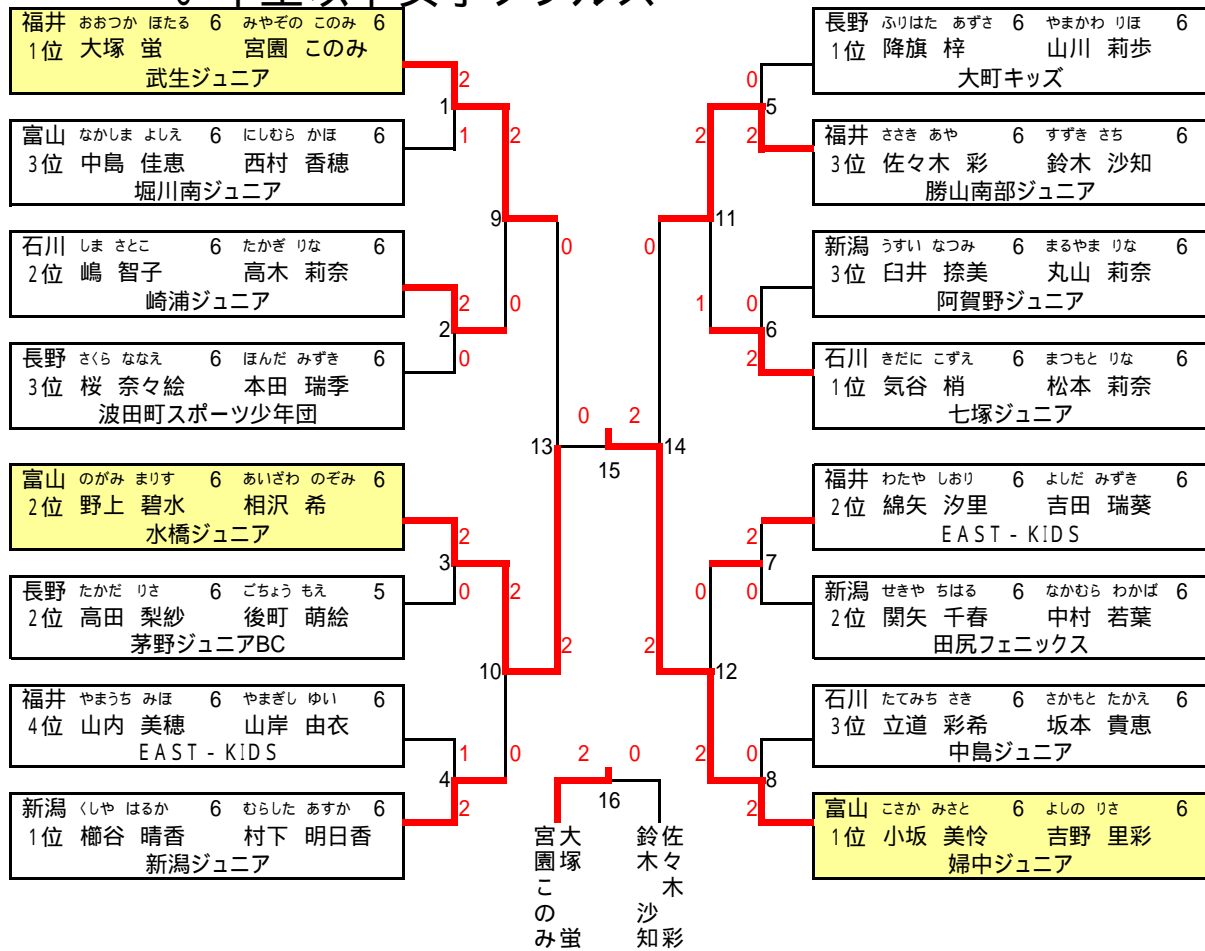 福井 おおつか ほたる 6 みやぞの このみ 6
1位 大塚 蛍 宮園 このみ
武生ジュニア
2
1
1
富山 なかしま よしえ 6 にしむら かほ 6
3位 中島 佳恵 西村 香穂
堀川南ジュニア
2
9
0
石川 しま さとこ 6 たかぎ りな 6
2位 嶋 智子 高木 莉奈
崎浦ジュニア
2
2
0
0
長野 さくら ななえ 6 ほんだ みずき 6
3位 桜 奈々絵 本田 瑞季
波田町スポーツ少年団
13
0 2
15
14
富山 のがみ まりす 6 あいざわ のぞみ 6
2位 野上 碧水 相沢 希
水橋ジュニア
2
3
0
2
長野 たかだ りさ 6 ごちょう もえ 5
2位 高田 梨紗 後町 萌絵
茅野ジュニアBC
2
10
福井 やまうち みほ 6 やまぎし ゆい 6
4位 山内 美穂 山岸 由衣
EAST-KIDS
1
4
2
0
新潟 くしや はるか 6 むらした あすか 6
1位 櫛谷 晴香 村下 明日香
新潟ジュニア
2 0
16
大塚 蛍
宮園このみ
佐々木 彩
鈴木 沙知
長野 ふりはた あずさ 6 やまかわ りほ 6
1位 降旗 梓 山川 莉歩
大町キッズ
0
5
2
2
福井 ささき あや 6 すずき さち 6
3位 佐々木 彩 鈴木 沙知
勝山南部ジュニア
0
11
新潟 うすい なつみ 6 まるやま りな 6
3位 臼井 捺美 丸山 莉奈
阿賀野ジュニア
1
0
6
2
石川 きだに こずえ 6 まつもと りな 6
1位 気谷 梢 松本 莉奈
七塚ジュニア
福井 わたや しおり 6 よしだ みずき 6
2位 綿矢 汐里 吉田 瑞葵
EAST-KIDS
2
7
0
0
新潟 せきや ちはる 6 なかむら わかば 6
2位 関矢 千春 中村 若葉
田尻フェニックス
2
12
石川 たてみち さき 6 さかもと たかえ 6
3位 立道 彩希 坂本 貴恵
中島ジュニア
2
0
8
2
富山 こさか みさと 6 よしの りさ 6
1位 小坂 美怜 吉野 里彩
婦中ジュニア